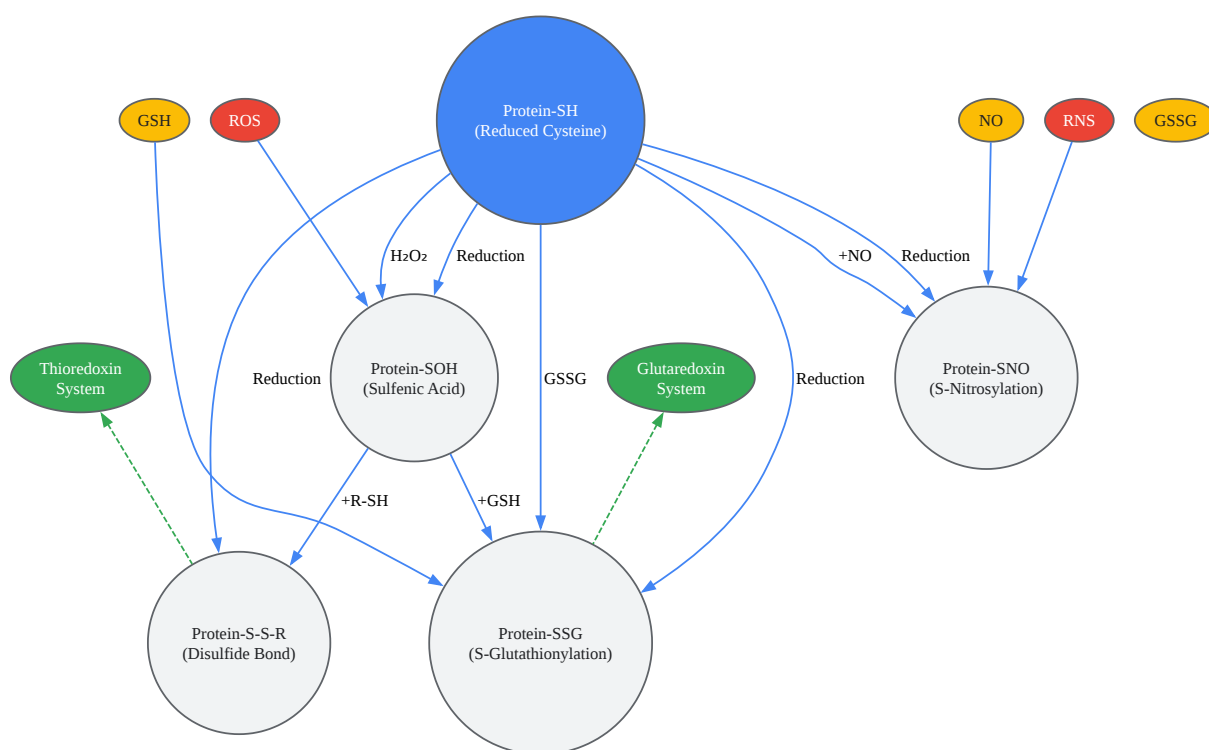 Protein-SH
(Reduced Cysteine)
GSH
ROS
NO
RNS
GSSG
H₂O₂
Reduction
+NO
Reduction
Thioredoxin
System
Reduction
Protein-SOH
(Sulfenic Acid)
GSSG
Glutaredoxin
System
Reduction
Protein-SNO
(S-Nitrosylation)
+R-SH
+GSH
Protein-S-S-R
(Disulfide Bond)
Protein-SSG
(S-Glutathionylation)